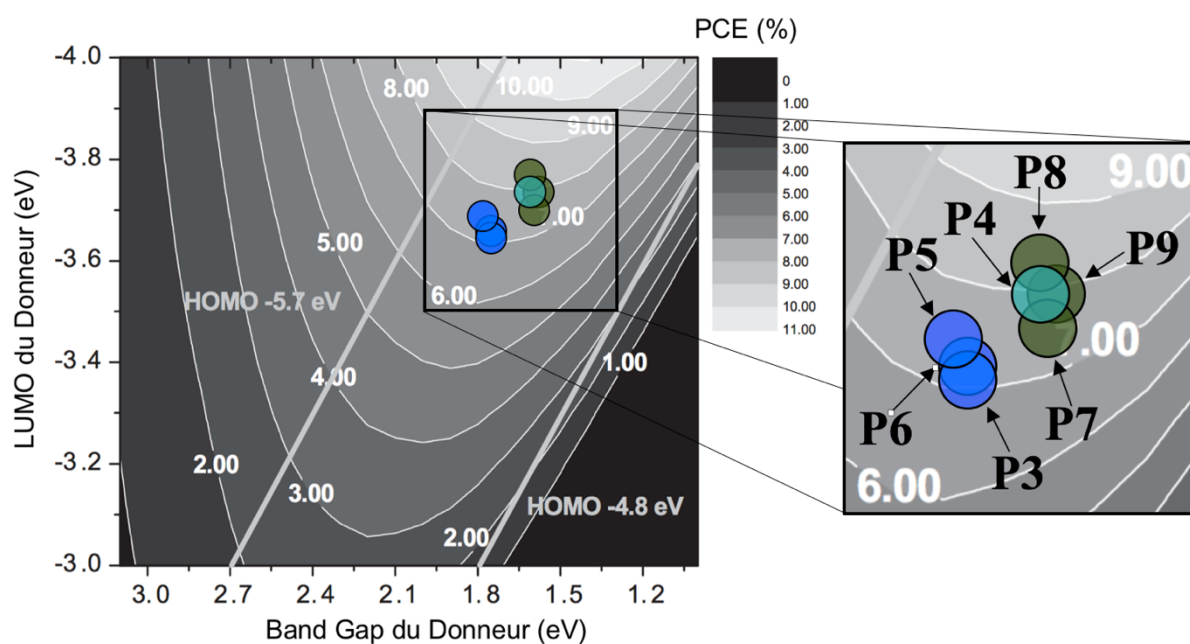 PCE (%)
-4.0
-3.8
-3.6
-3.4
-3.2
-3.0
LUMO du Donneur (eV)
3.0 2.7 2.4 2.1 1.8 1.5 1.2
Band Gap du Donneur (eV)
8.00
10.00
9.00
7.00
5.00
6.00
HOMO -5.7 eV
4.00
1.00
2.00
3.00
HOMO -4.8 eV
2.00
0
1.00
2.00
3.00
4.00
5.00
6.00
7.00
8.00
9.00
10.00
11.00
P8
9.00
P4
P5
P9
7.00
P6
P7
P3
6.00